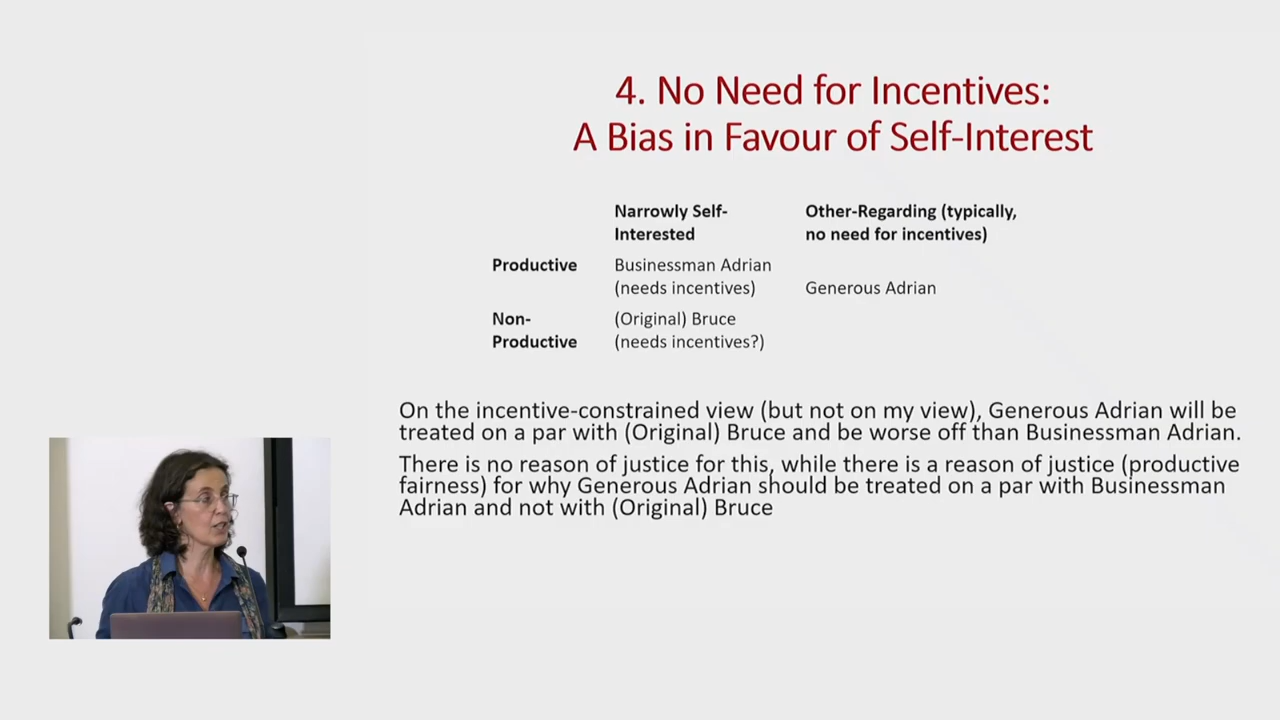 4. No Need for Incentives:
A Bias in Favour of Self-Interest
Narrowly Self-
Interested
Other-Regarding (typically,
no need for incentives)
Productive
Businessman Adrian
(needs incentives)
Generous Adrian
Non-
Productive
(Original) Bruce
(needs incentives?)
On the incentive-constrained view (but not on my view), Generous Adrian will be
treated on a par with (Original) Bruce and be worse off than Businessman Adrian.
There is no reason of justice for this, while there is a reason of justice (productive
fairness) for why Generous Adrian should be treated on a par with Businessman
Adrian and not with (Original) Bruce